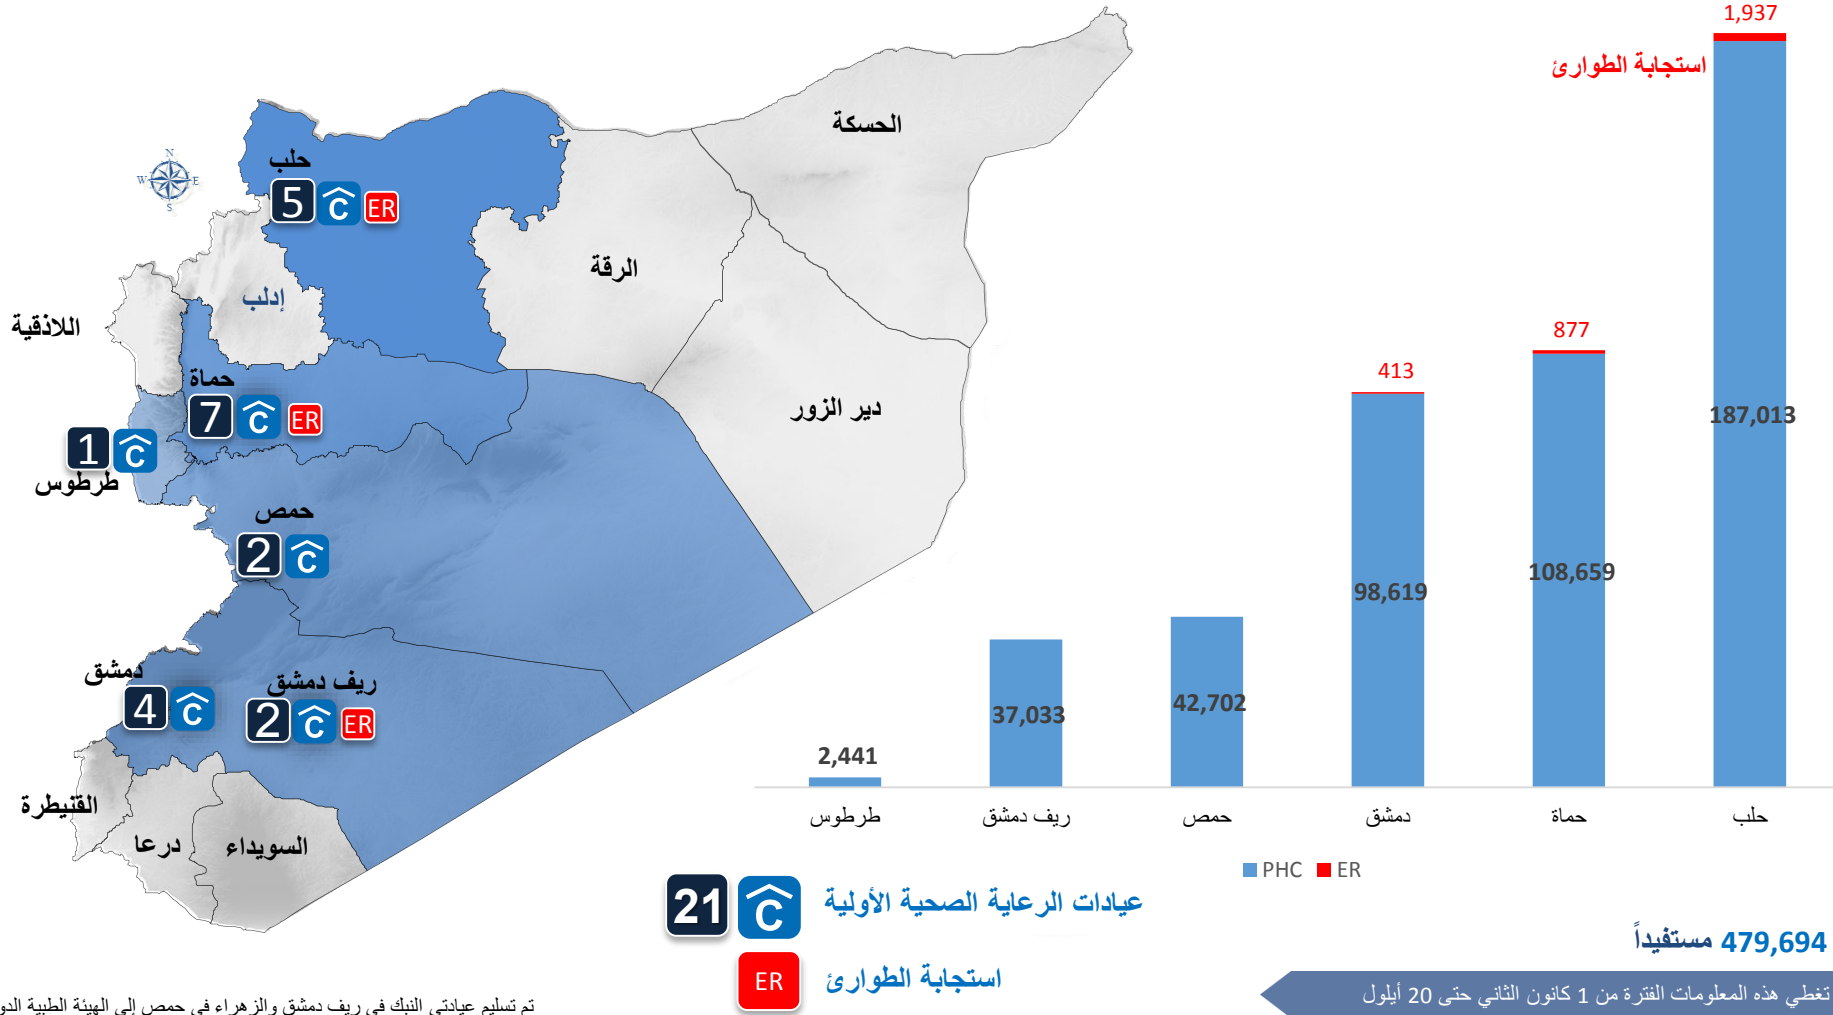 N
W
E
S
الحسكة
حلب
5 C ER
الرقة
إدلب
اللاذقية
حماة
7 C ER
دير الزور
1 C
طرطوس
حمص
2 C
دمشق
4 C
ريف دمشق
2 C ER
القنيطرة
درعا
السويداء
1,937
استجابة الطوارئ
877
413
187,013
108,659
98,619
42,702
37,033
2,441
طرطوس
ريف دمشق
حمص
دمشق
حماة
حلب
PHC ER
21 C عيادات الرعاية الصحية الأولية
ER استجابة الطوارئ
479,694 مستفيداً
تغطي هذه المعلومات الفترة من 1 كانون الثاني حتى 20 أيلول
تم تسليم عيادتي النبك في ريف دمشق والزهراء في حمص إلى الهيئة الطبية